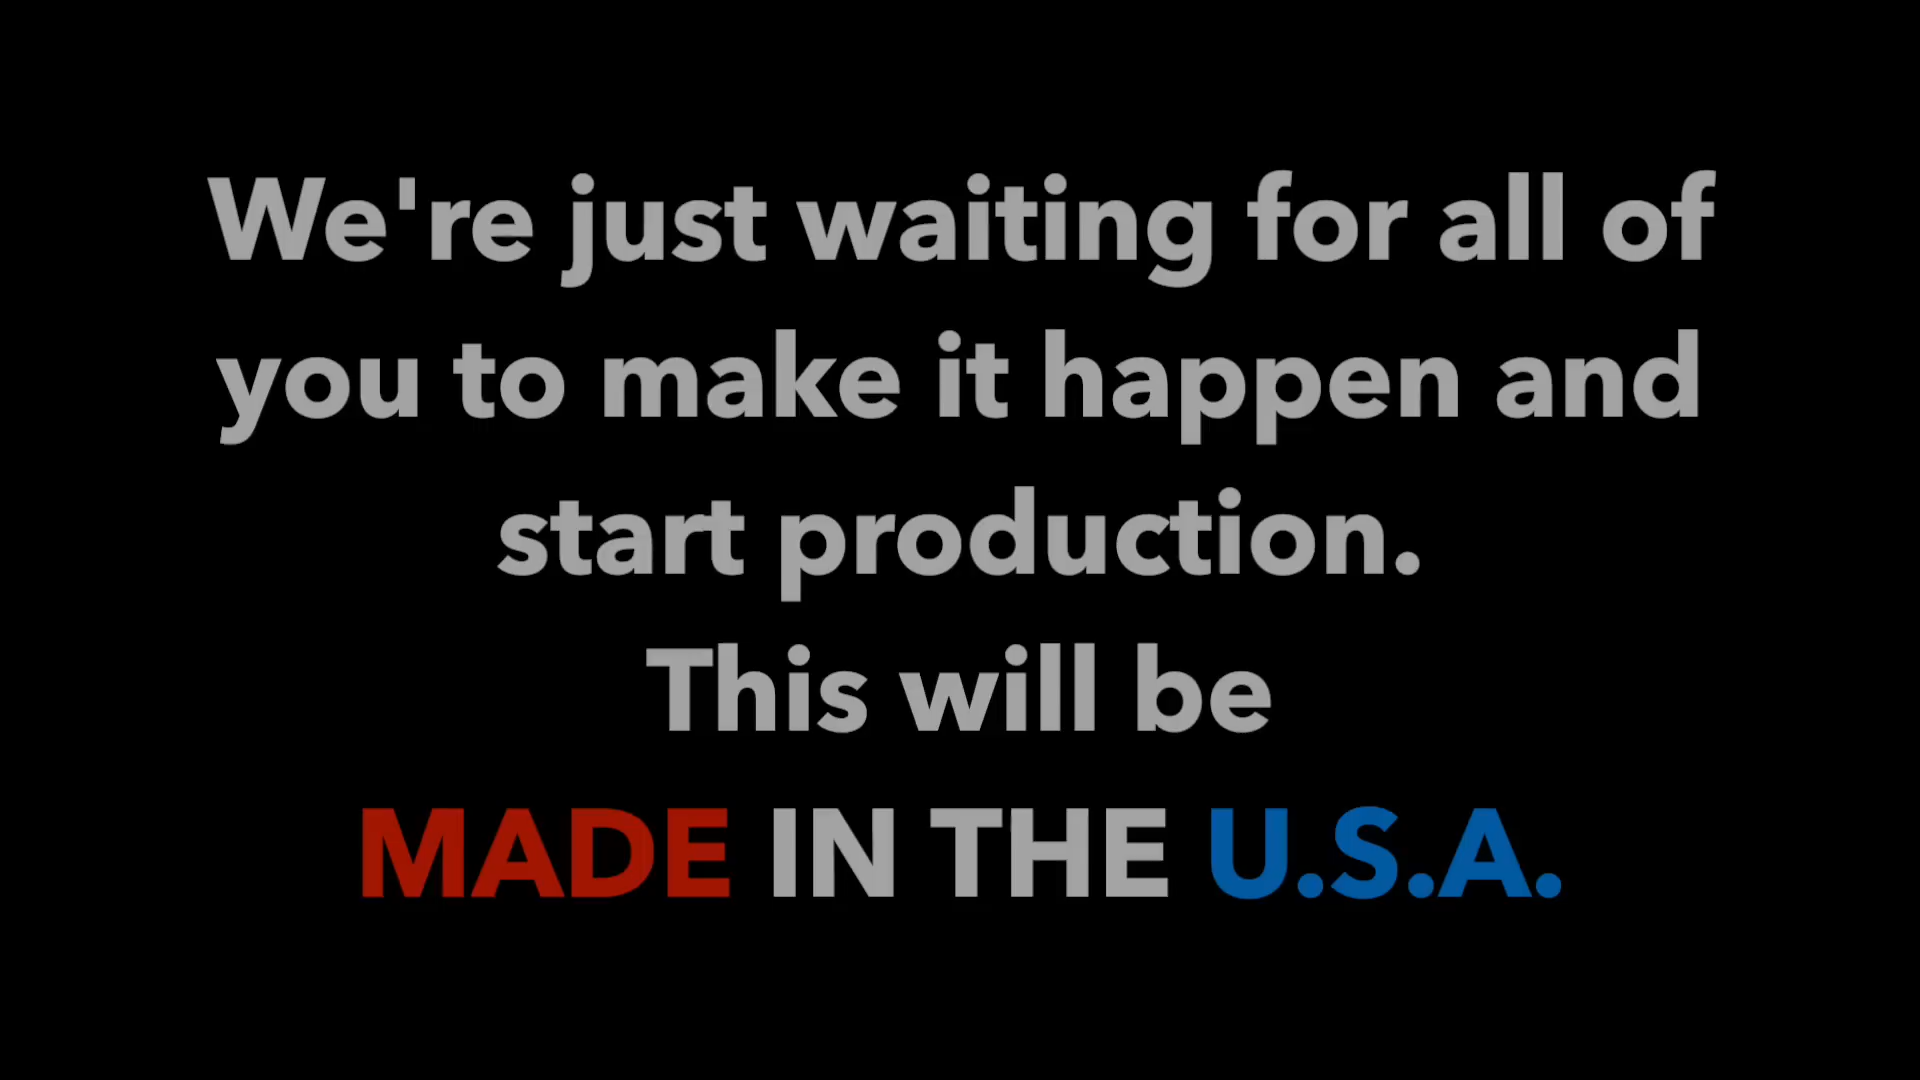 We're just waiting for all of
you to make it happen and
start production.
This will be
MADE IN THE U.S.A.